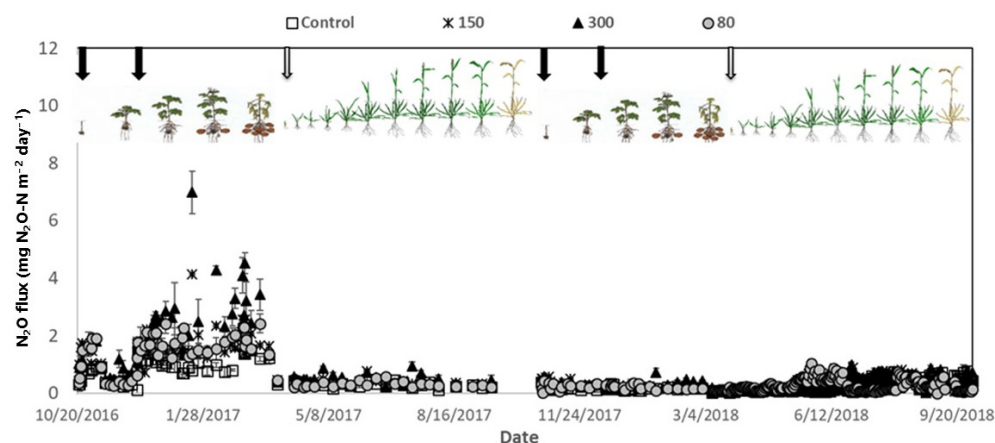 Control 150 300 80
12
10
8
6
4
2
0
N₂O flux (mg N₂O-N m⁻² day⁻¹)
10/20/2016 1/28/2017 5/8/2017 8/16/2017 11/24/2017 3/4/2018 6/12/2018 9/20/2018
Date